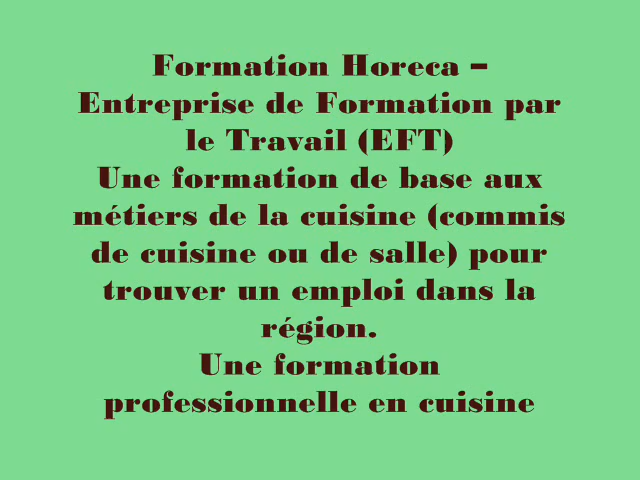 Formation Horeca –
Entreprise de Formation par
le Travail (EFT)
Une formation de base aux
métiers de la cuisine (commis
de cuisine ou de salle) pour
trouver un emploi dans la
région.
Une formation
professionnelle en cuisine